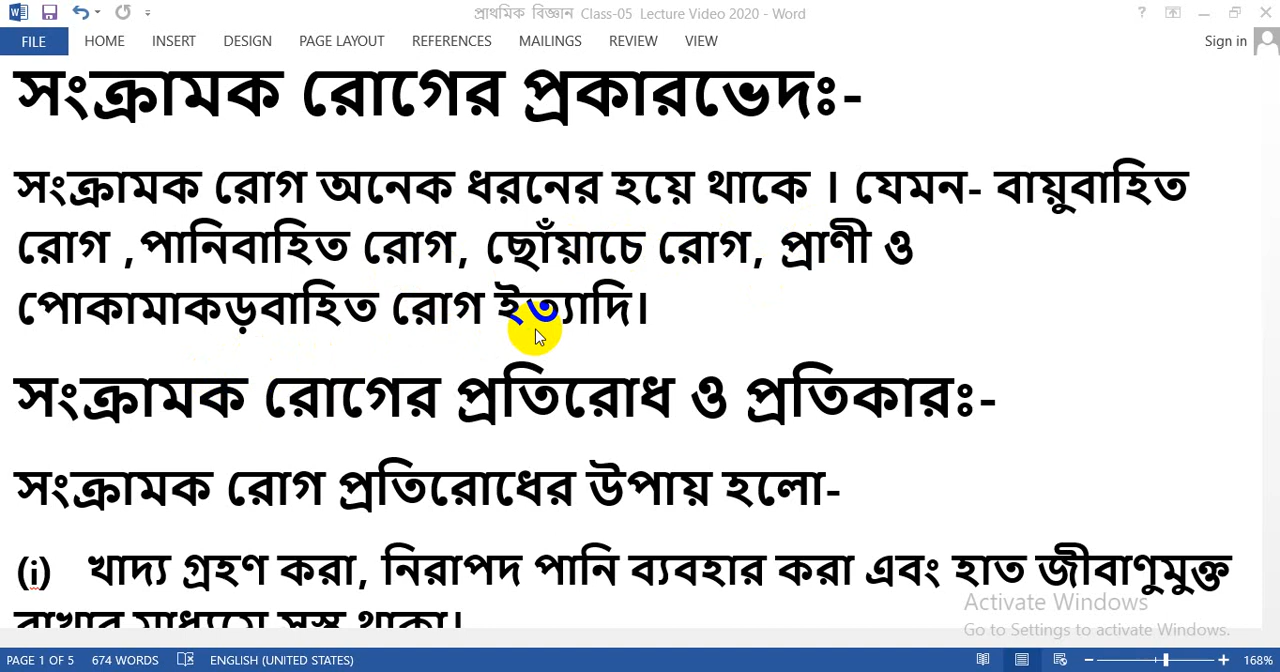 প্রাথমিক বিজ্ঞান Class-05 Lecture Video 2020 - Word
FILE HOME INSERT DESIGN PAGE LAYOUT REFERENCES MAILINGS REVIEW VIEW Sign in
সংক্রামক রোগের প্রকারভেদঃ-
সংক্রামক রোগ অনেক ধরনের হয়ে থাকে । যেমন- বায়ুবাহিত
রোগ ,পানিবাহিত রোগ, ছোঁয়াচে রোগ, প্রাণী ও
পোকামাকড়বাহিত রোগ ইত্যাদি।
সংক্রামক রোগের প্রতিরোধ ও প্রতিকারঃ-
সংক্রামক রোগ প্রতিরোধের উপায় হলো-
(i) খাদ্য গ্রহণ করা, নিরাপদ পানি ব্যবহার করা এবং হাত জীবাণুমুক্ত
রাখার মাধ্যমে সুস্থ থাকা।
Activate Windows
Go to Settings to activate Windows.
PAGE 1 OF 5 674 WORDS ENGLISH (UNITED STATES) 168%